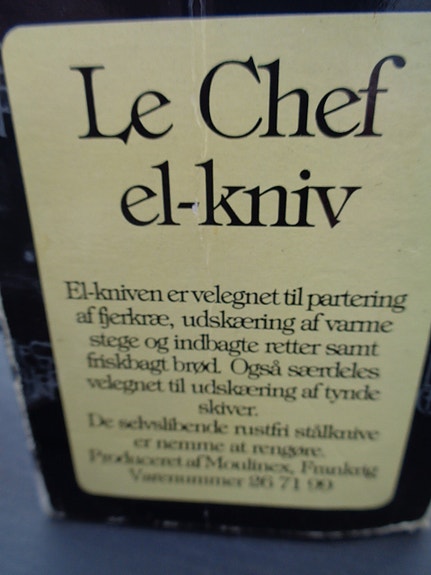 Le Chef
el-kniv
El-kniven er velegnet til partering
af fjerkræ, udskæring af varme
stege og indbagte retter samt
friskbagt brød. Også særdeles
velegnet til udskæring af tynde
skiver.
De selvslibende rustfri stålknive
er nemme at rengøre.
Produceret af Moulinex, Frankrig
Varenummer 26 71 99